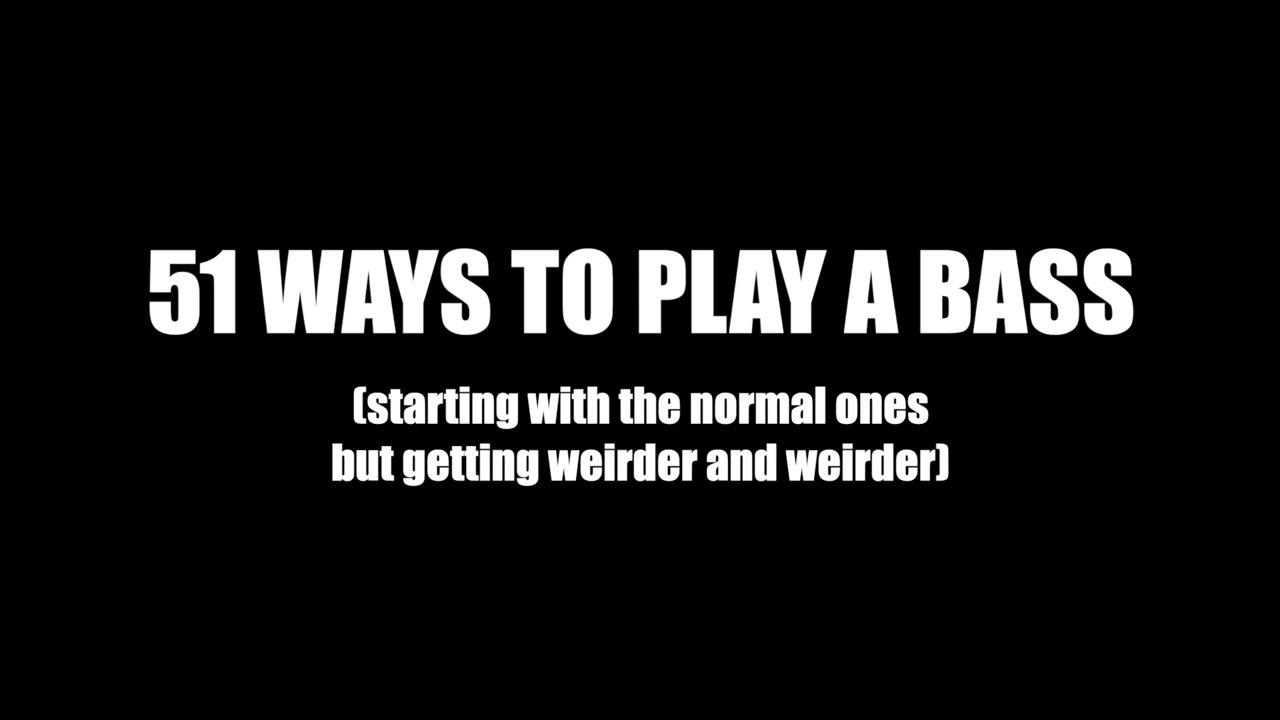 51 WAYS TO PLAY A BASS
(starting with the normal ones
but getting weirder and weirder)